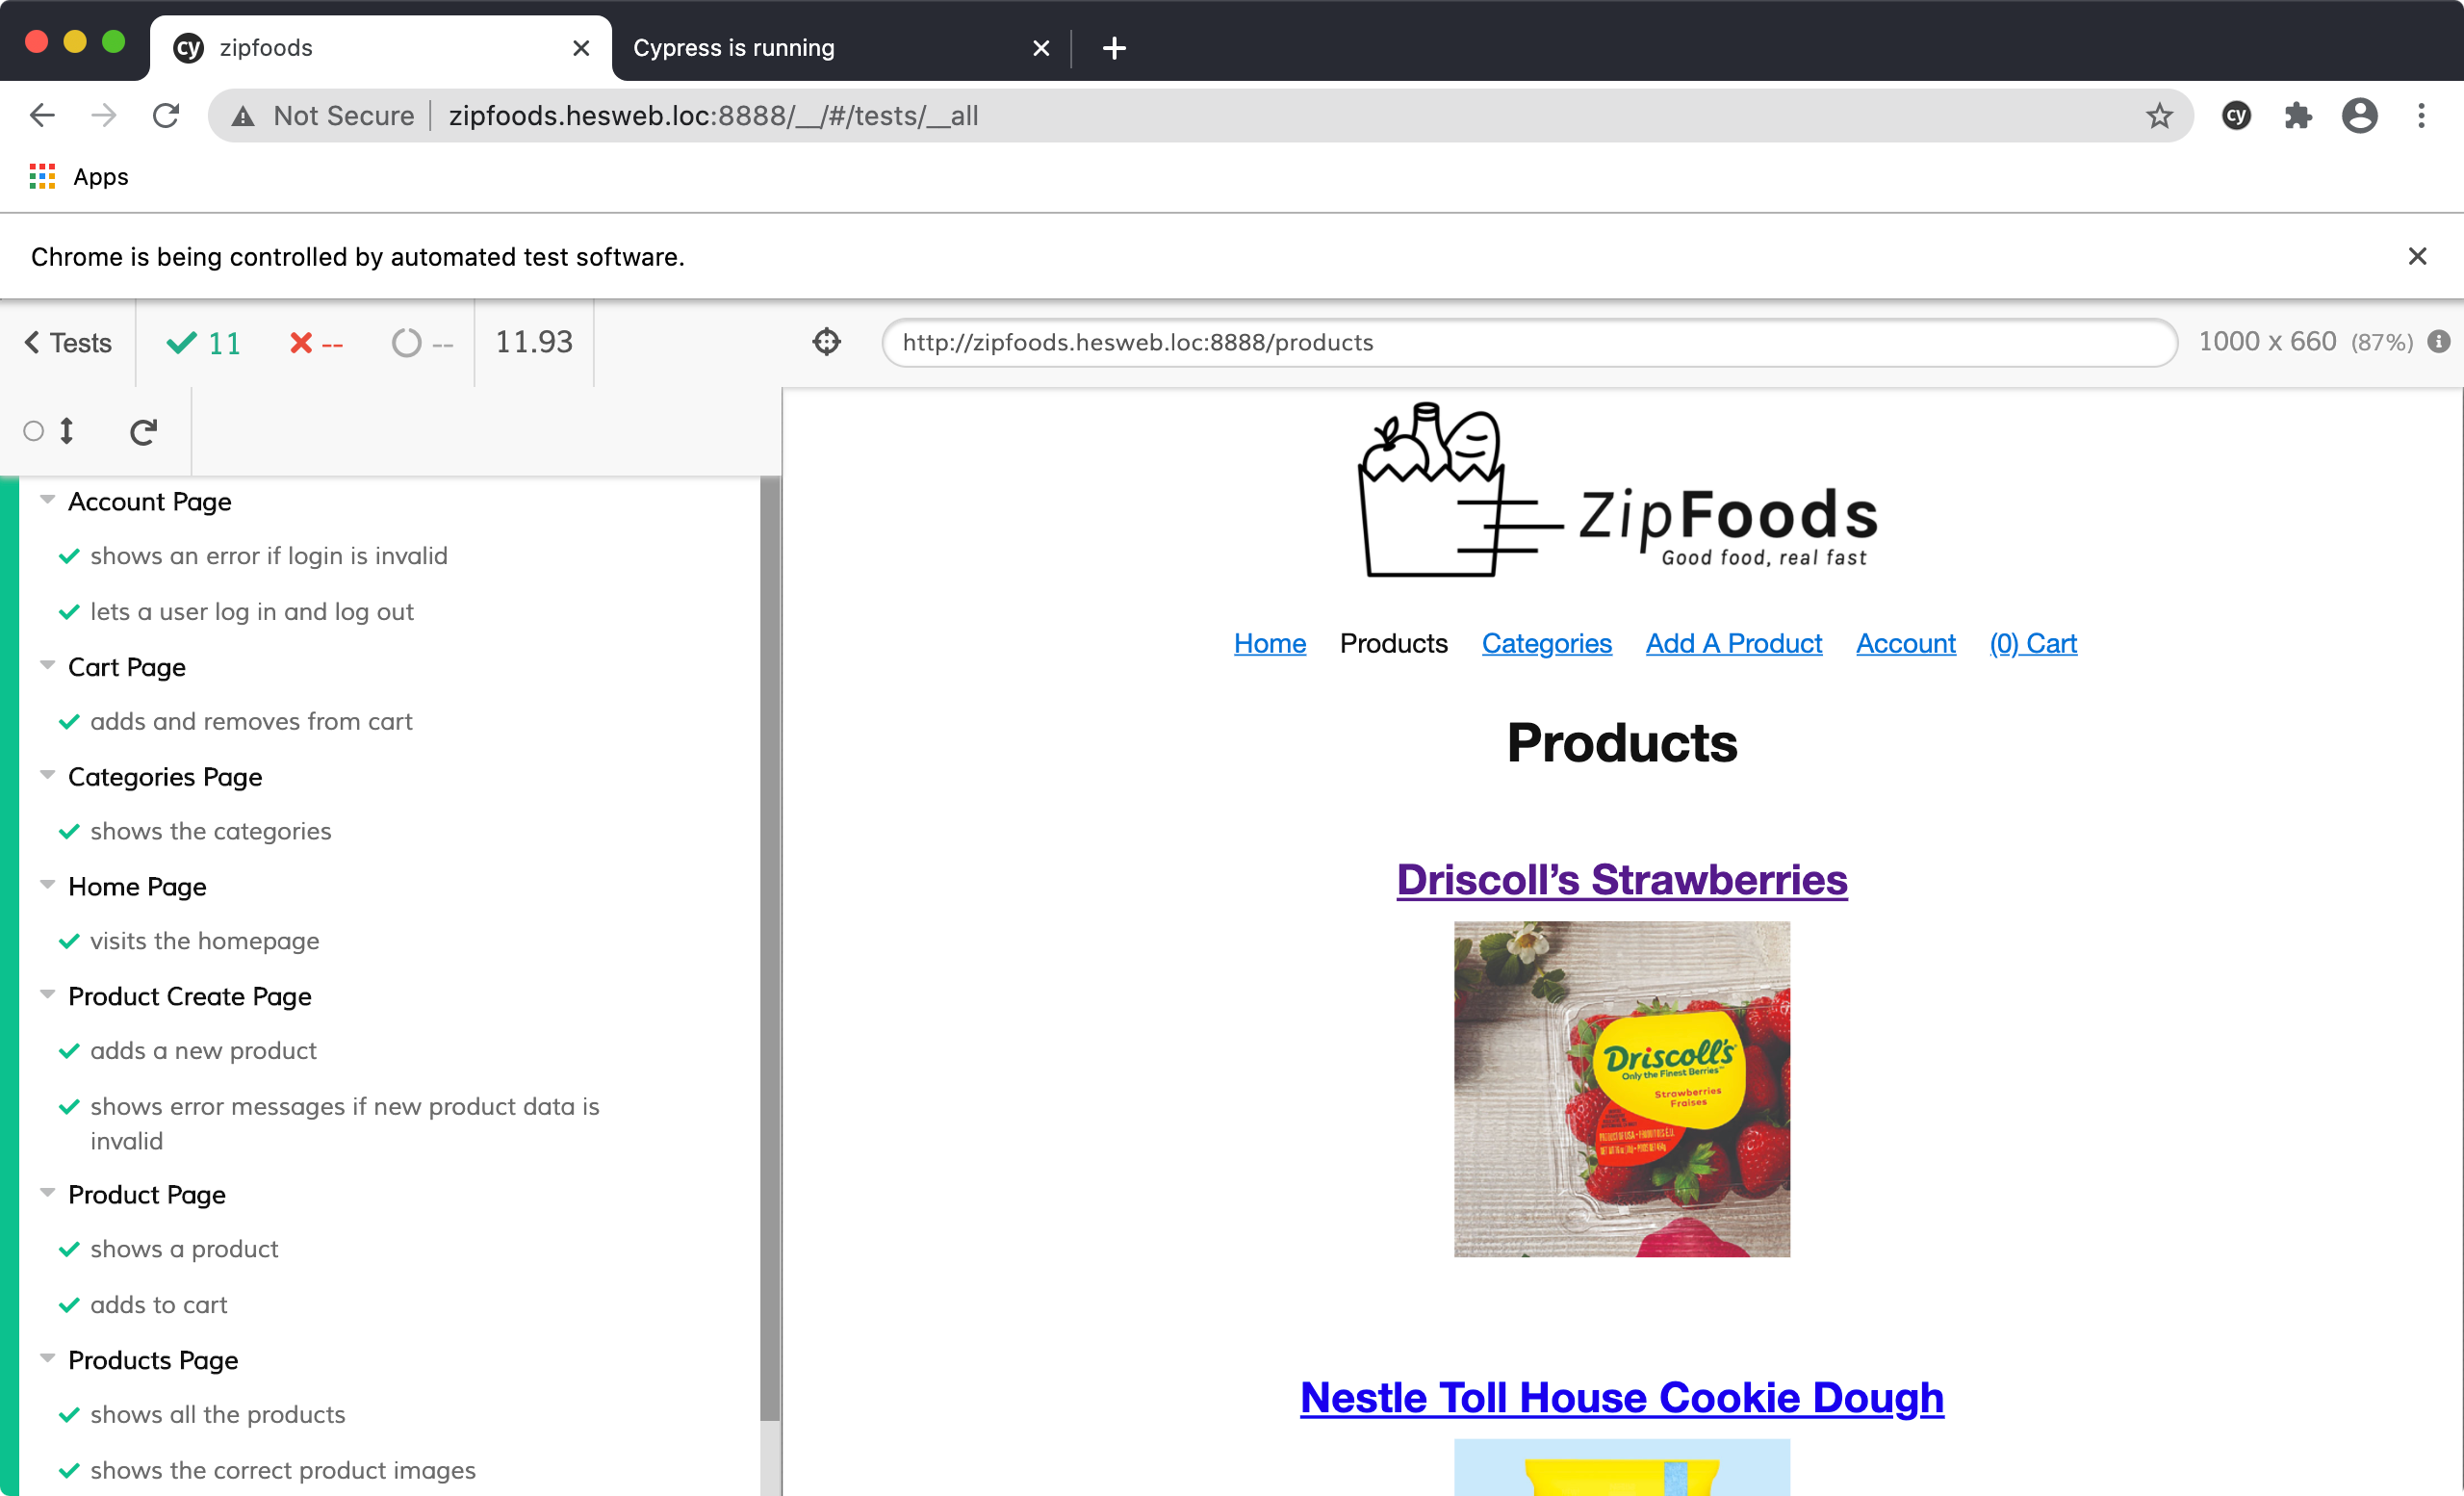 cy zipfoods
Cypress is running
Not Secure
zipfoods.hesweb.loc:8888/__/#/tests/__all
cy
Apps
Chrome is being controlled by automated test software.
Tests
11
--
--
11.93
http://zipfoods.hesweb.loc:8888/products
1000 x 660 (87%)
Account Page
shows an error if login is invalid
lets a user log in and log out
Cart Page
adds and removes from cart
Categories Page
shows the categories
Home Page
visits the homepage
Product Create Page
adds a new product
shows error messages if new product data is
invalid
Product Page
shows a product
adds to cart
Products Page
shows all the products
shows the correct product images
ZipFoods
Good food, real fast
Home Products Categories Add A Product Account (0) Cart
Products
Driscoll’s Strawberries
Driscoll's
Only the Finest Berries
Strawberries
Fraises
Nestle Toll House Cookie Dough